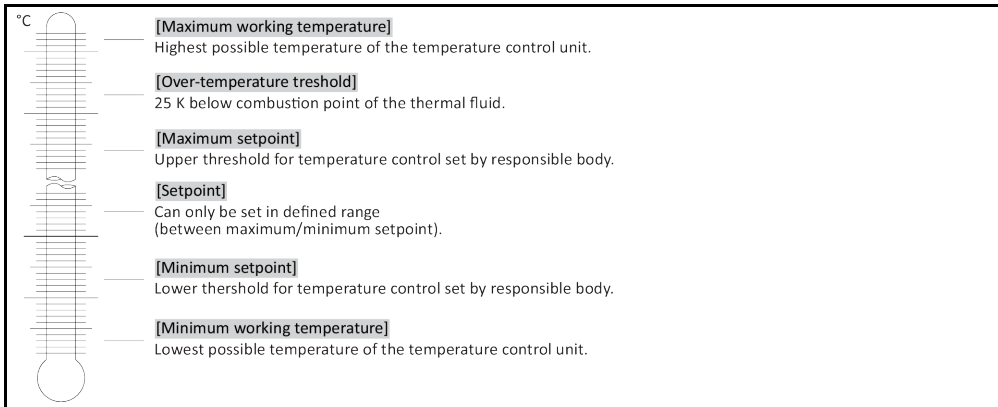 °C
[Maximum working temperature]
Highest possible temperature of the temperature control unit.
[Over-temperature treshold]
25 K below combustion point of the thermal fluid.
[Maximum setpoint]
Upper threshold for temperature control set by responsible body.
[Setpoint]
Can only be set in defined range
(between maximum/minimum setpoint).
[Minimum setpoint]
Lower thershold for temperature control set by responsible body.
[Minimum working temperature]
Lowest possible temperature of the temperature control unit.